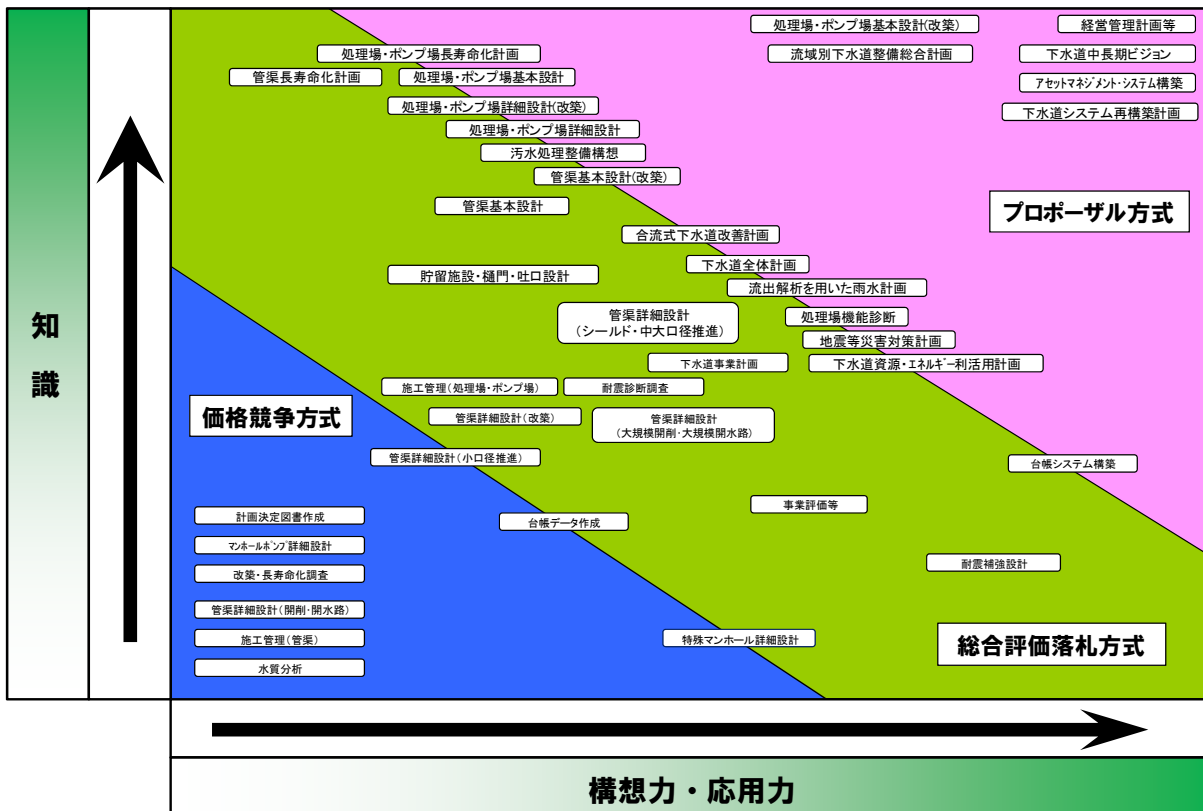 処理場・ポンプ場基本設計(改築)
経営管理計画等
処理場・ポンプ場長寿命化計画
流域別下水道整備総合計画
下水道中長期ビジョン
管渠長寿命化計画
処理場・ポンプ場基本設計
アセットマネジメント・システム構築
処理場・ポンプ場詳細設計(改築)
下水道システム再構築計画
処理場・ポンプ場詳細設計
汚水処理整備構想
管渠基本設計(改築)
管渠基本設計
プロポーザル方式
合流式下水道改善計画
下水道全体計画
貯留施設・樋門・吐口設計
流出解析を用いた雨水計画
管渠詳細設計
(シールド・中大口径推進)
処理場機能診断
地震等災害対策計画
下水道事業計画
下水道資源・エネルギー利活用計画
知
識
施工管理(処理場・ポンプ場)
耐震診断調査
価格競争方式
管渠詳細設計(改築)
管渠詳細設計
(大規模開削・大規模開水路)
管渠詳細設計(小口径推進)
台帳システム構築
事業評価等
計画決定図書作成
台帳データ作成
マンホールポンプ詳細設計
耐震補強設計
改築・長寿命化調査
管渠詳細設計(開削・開水路)
施工管理(管渠)
特殊マンホール詳細設計
総合評価落札方式
水質分析
構想力・応用力